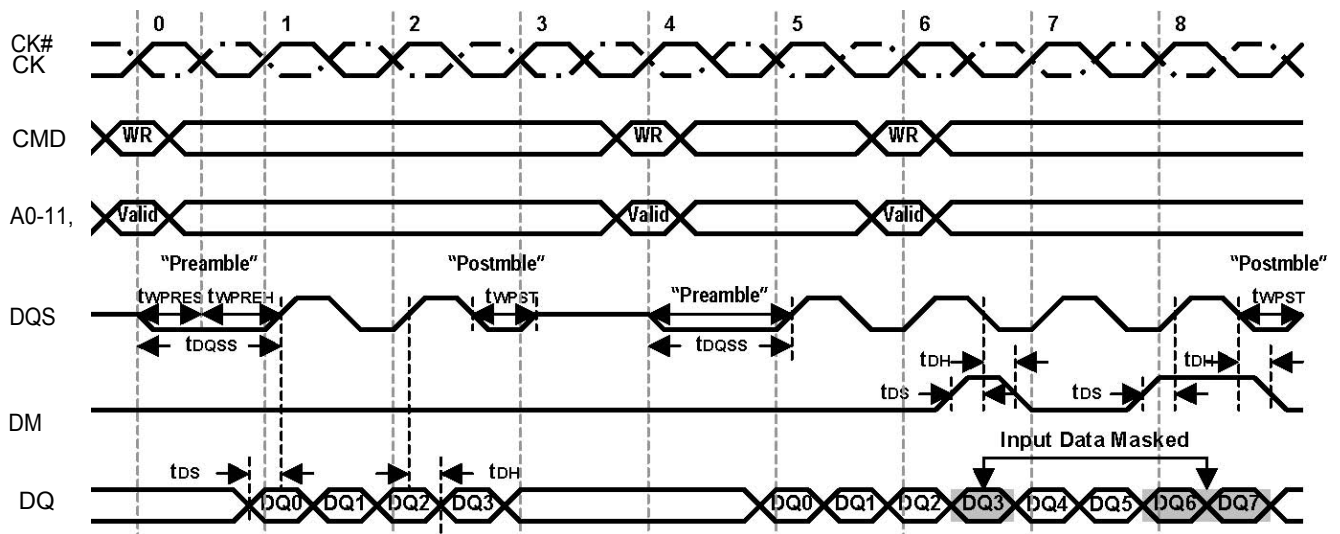 0 1 2 3 4 5 6 7 8
CK#
CK
CMD WR WR WR
A0-11, Valid Valid Valid
"Preamble" "Postmble" "Postmble"
tWPRES tWPREH tWPST "Preamble" tWPST
DQS
tDQSS tDQSS
tDH tDH
tDS tDS
DM
Input Data Masked
tDS tDH
DQ DQ0 DQ1 DQ2 DQ3 DQ0 DQ1 DQ2 DQ3 DQ4 DQ5 DQ6 DQ7